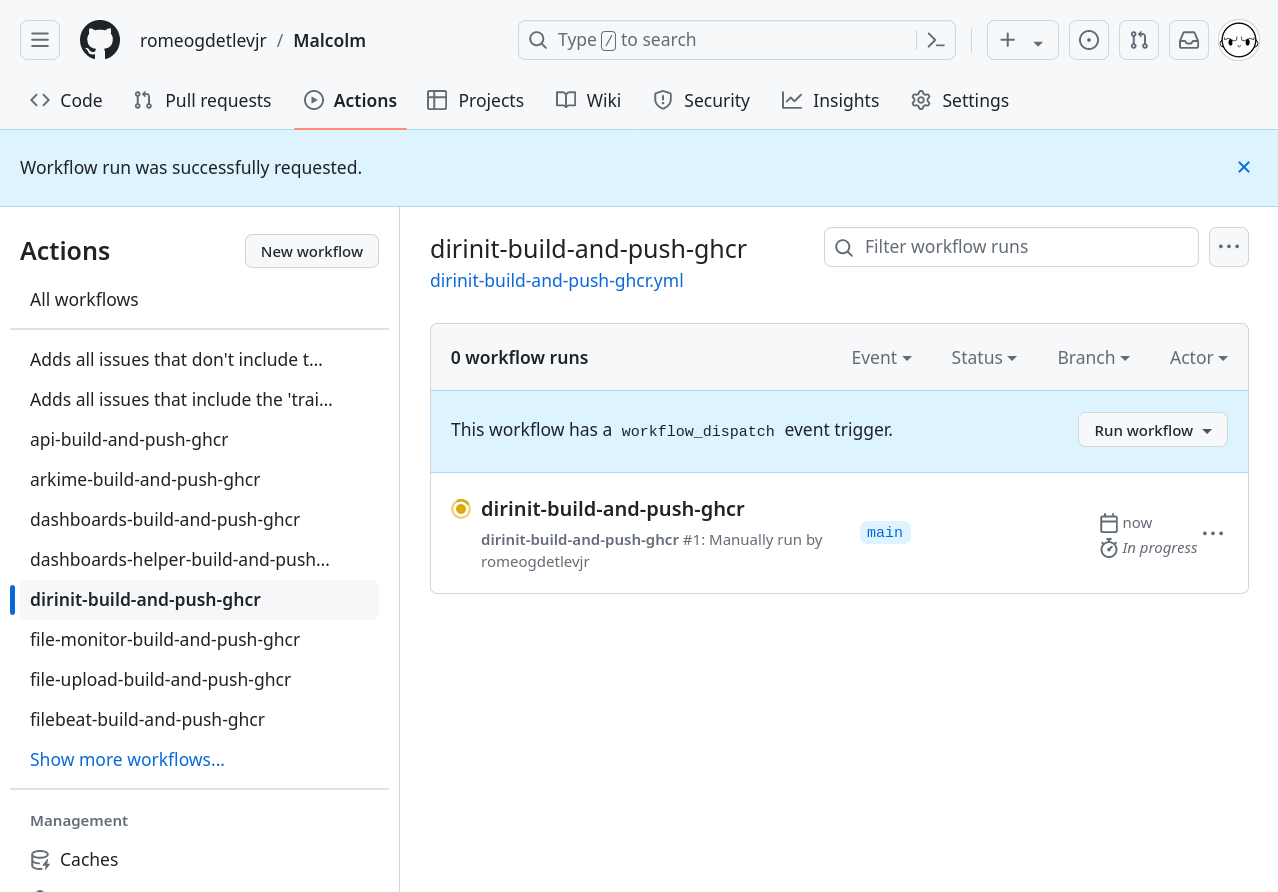 romeogdetlevjr / Malcolm
Type / to search
Code
Pull requests
Actions
Projects
Wiki
Security
Insights
Settings
Workflow run was successfully requested.
Actions
New workflow
All workflows
Adds all issues that don't include t...
Adds all issues that include the 'trai...
api-build-and-push-ghcr
arkime-build-and-push-ghcr
dashboards-build-and-push-ghcr
dashboards-helper-build-and-push...
dirinit-build-and-push-ghcr
file-monitor-build-and-push-ghcr
file-upload-build-and-push-ghcr
filebeat-build-and-push-ghcr
Show more workflows...
Management
Caches
dirinit-build-and-push-ghcr
dirinit-build-and-push-ghcr.yml
Filter workflow runs
0 workflow runs
Event
Status
Branch
Actor
This workflow has a workflow_dispatch event trigger.
Run workflow
dirinit-build-and-push-ghcr
dirinit-build-and-push-ghcr #1: Manually run by
romeogdetlevjr
main
now
In progress